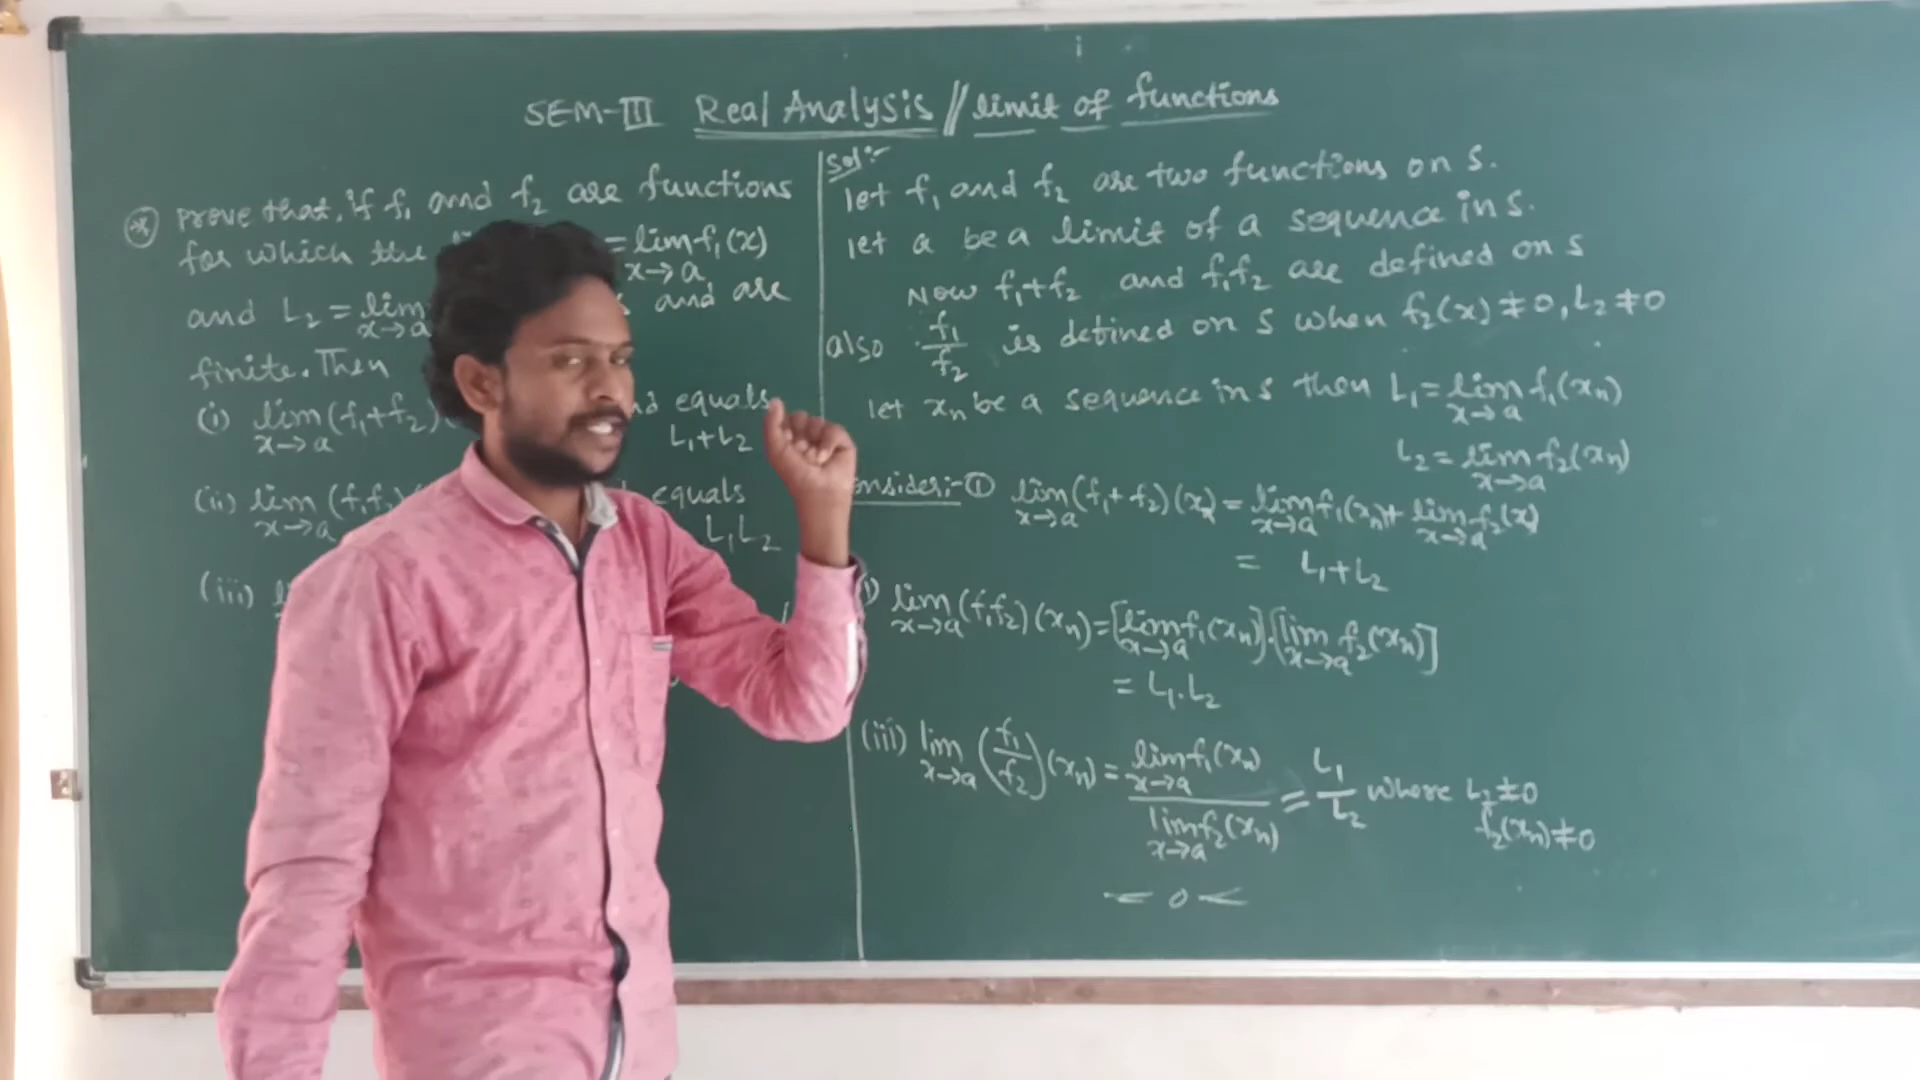 SEM-III Real Analysis // limit of functions
(*) prove that, if f₁ and f₂ are functions
for which the = lim f₁(x)
x→a
and L₂ = lim and are
x→a
finite. Then
(i) lim (f₁+f₂) equals
x→a L₁+L₂
(ii) lim (f₁f₂) equals
x→a L₁L₂
(iii)
Sol:-
let f₁ and f₂ are two functions on S.
let a be a limit of a sequence in S.
Now f₁+f₂ and f₁f₂ are defined on S
also f₁/f₂ is defined on S when f₂(x) ≠ 0, L₂ ≠ 0
let xₙ be a sequence in S then L₁ = lim f₁(xₙ)
x→a
L₂ = lim f₂(xₙ)
x→a
onsider:- ① lim (f₁+f₂)(xₙ) = lim f₁(xₙ) + lim f₂(xₙ)
x→a x→a x→a
= L₁+L₂
lim (f₁f₂)(xₙ) = [lim f₁(xₙ)].[lim f₂(xₙ)]
x→a x→a x→a
= L₁.L₂
(iii) lim (f₁/f₂)(xₙ) = lim f₁(xₙ) / lim f₂(xₙ) = L₁/L₂ where L₂ ≠ 0
x→a x→a x→a f₂(xₙ) ≠ 0